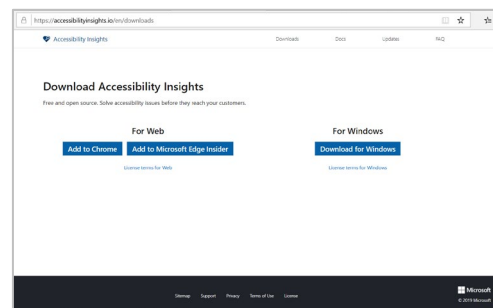 https://accessibilityinsights.io/en/downloads
Accessibility Insights
Downloads Docs Updates FAQ
Download Accessibility Insights
Free and open source. Solve accessibility issues before they reach your customers.
For Web
Add to Chrome Add to Microsoft Edge Insider
License terms for Web
For Windows
Download for Windows
License terms for Windows
Sitemap Support Privacy Terms of Use License
Microsoft
© 2019 Microsoft